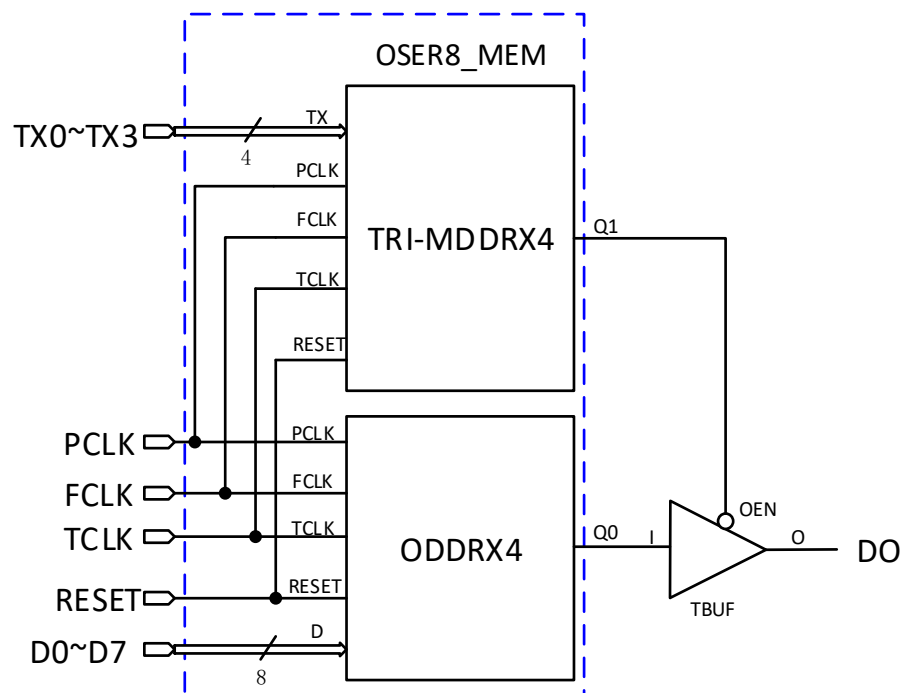 OSER8_MEM
TX0~TX3
4
TX
PCLK
FCLK
TCLK
RESET
TRI-MDDRX4
Q1
PCLK
FCLK
TCLK
RESET
D0~D7
8
PCLK
FCLK
TCLK
RESET
D
ODDRX4
Q0
I
OEN
O
DO
TBUF